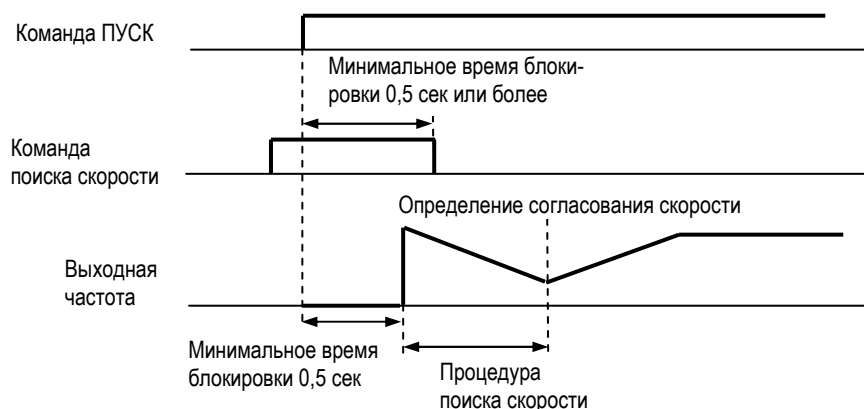 Команда ПУСК
Минимальное время блоки-
ровки 0,5 сек или более
Команда
поиска скорости
Определение согласования скорости
Выходная
частота
Минимальное время
блокировки 0,5 сек
Процедура
поиска скорости